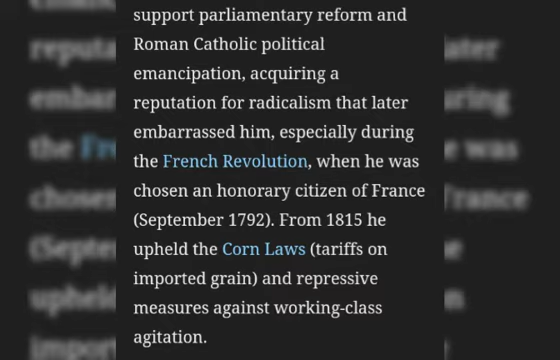 support parliamentary reform and
Roman Catholic political
emancipation, acquiring a
reputation for radicalism that later
embarrassed him, especially during
the French Revolution, when he was
chosen an honorary citizen of France
(September 1792). From 1815 he
upheld the Corn Laws (tariffs on
imported grain) and repressive
measures against working-class
agitation.